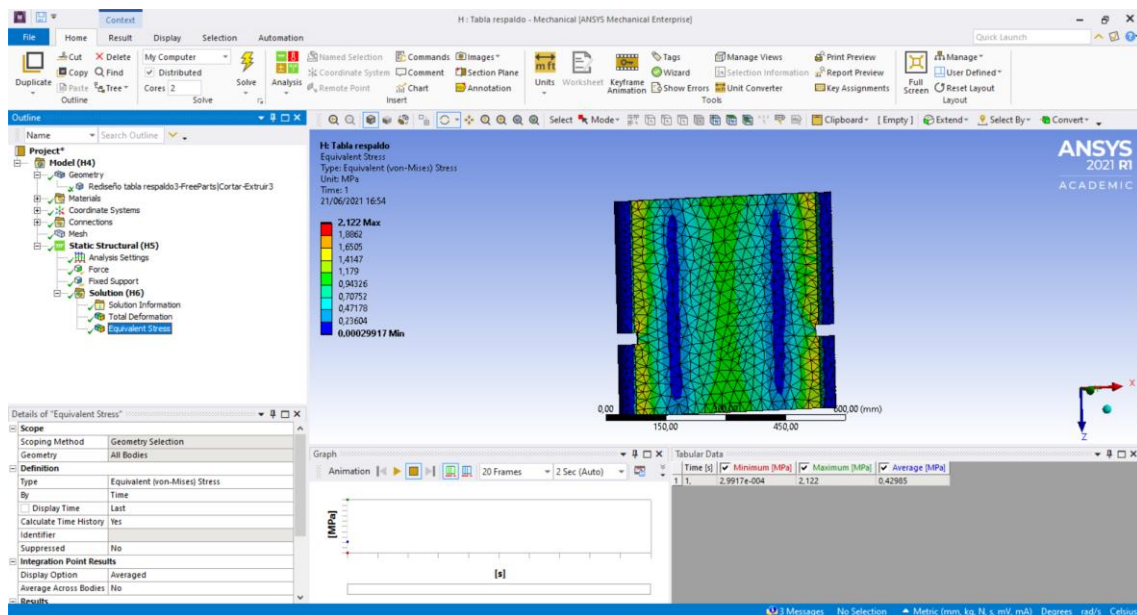 H : Tabla respaldo - Mechanical [ANSYS Mechanical Enterprise]
Context
File Home Result Display Selection Automation
Quick Launch
Duplicate
Cut
Copy
Paste
Delete
Find
Tree
Outline
My Computer
Distributed
Cores 2
Solve
Solve
Analysis
Named Selection
Coordinate System
Remote Point
Commands
Comment
Chart
Images
Section Plane
Annotation
Insert
Units
Worksheet
Keyframe Animation
Tags
Wizard
Show Errors
Manage Views
Selection Information
Unit Converter
Print Preview
Report Preview
Key Assignments
Tools
Full Screen
Manage
User Defined
Reset Layout
Layout
Outline
Name Search Outline
Select Mode Clipboard [ Empty ] Extend Select By Convert
Project*
Model (H4)
Geometry
Rediseño tabla respaldo3-FreeParts|Cortar-Extruir3
Materials
Coordinate Systems
Connections
Mesh
Static Structural (H5)
Analysis Settings
Force
Fixed Support
Solution (H6)
Solution Information
Total Deformation
Equivalent Stress
H: Tabla respaldo
Equivalent Stress
Type: Equivalent (von-Mises) Stress
Unit: MPa
Time: 1
21/06/2021 16:54
2,122 Max
1,8862
1,6505
1,4147
1,179
0,94326
0,70752
0,47178
0,23604
0,00029917 Min
ANSYS
2021 R1
ACADEMIC
0,00 600,00 (mm)
150,00 450,00
X
Z
Details of "Equivalent Stress"
Scope
Scoping Method Geometry Selection
Geometry All Bodies
Definition
Type Equivalent (von-Mises) Stress
By Time
Display Time Last
Calculate Time History Yes
Identifier
Suppressed No
Integration Point Results
Display Option Averaged
Average Across Bodies No
Results
Graph
Animation 20 Frames 2 Sec (Auto)
[MPa]
[s]
Tabular Data
Time [s] Minimum [MPa] Maximum [MPa] Average [MPa]
1 1, 2,9917e-004 2,122 0,42985
3 Messages No Selection Metric (mm, kg, N, s, mV, mA) Degrees rad/s Celsius